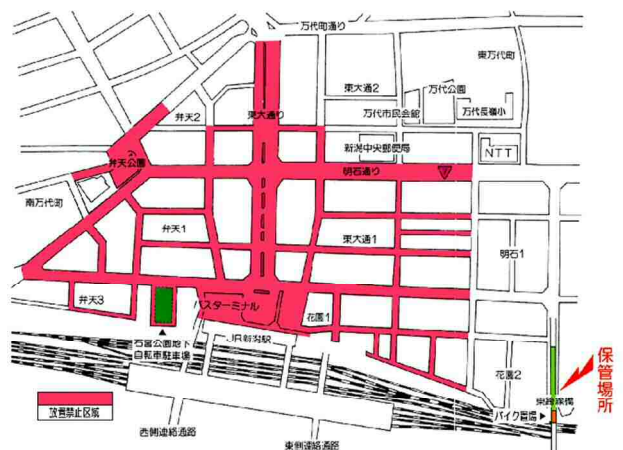 万代町通り
東万代町
東大通2
万代公園
弁天2
東大通り
万代市民会館
万代長嶺小
弁天公園
新潟中央郵便局
NTT
明石通り
南万代町
弁天1
東大通1
明石1
弁天3
バスターミナル
花園1
石宮公園地下
自転車駐車場
JR新潟駅
花園2
保管場所
東跨線橋
バイク置場
放置禁止区域
西側連絡通路
東側連絡通路